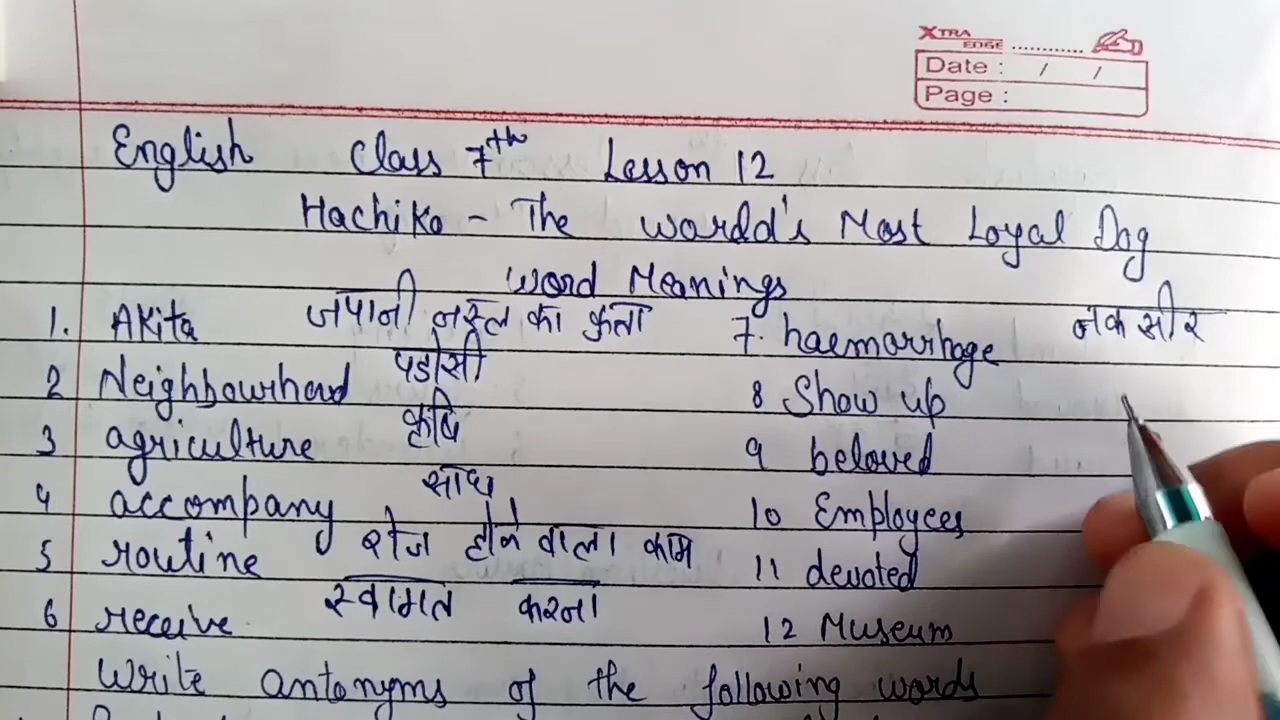 XTRA EDGE ............
Date : / /
Page :
English Class 7th Lesson 12
Hachiko - The World's Most Loyal Dog
Word Meanings
1. Akita जपानी नस्ल का कुत्ता
2 Neighbourhood पडोसी
3 agriculture कृषि
4 accompany साथ
5 routine रोज होने वाला काम
6 receive स्वागत करना
7. haemorrhage नकसीर
8 Show up
9 beloved
10 Employees
11 devoted
12 Museum
Write antonyms of the following words